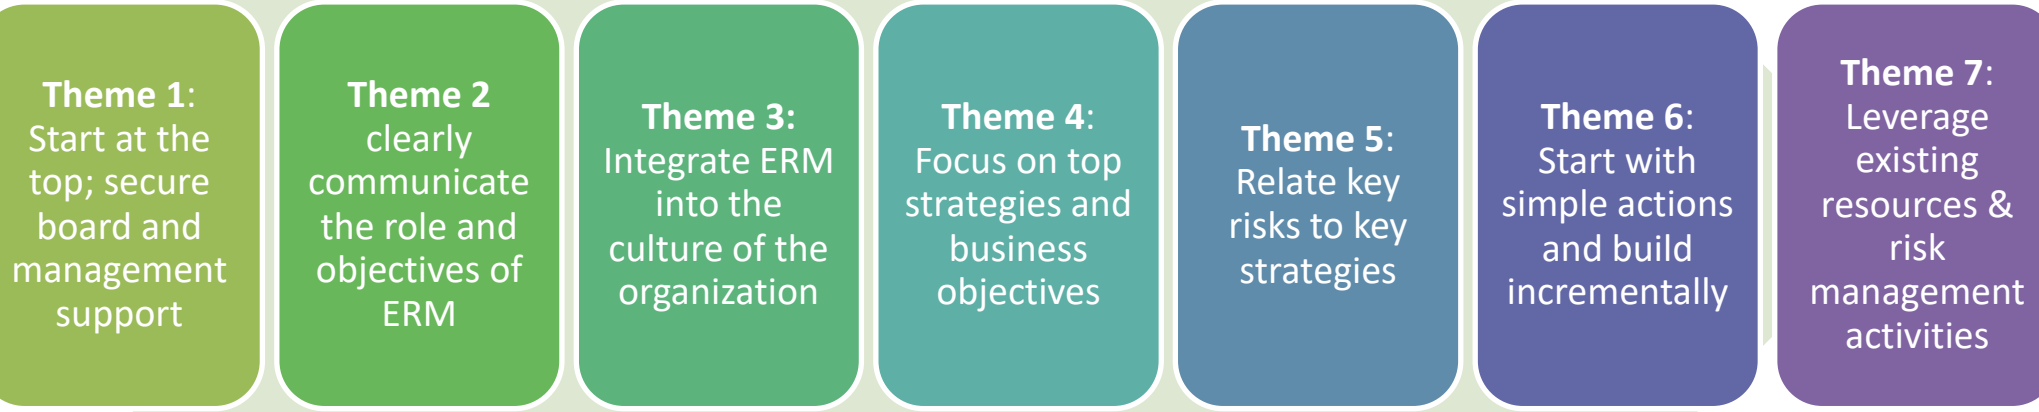 Theme 1:
Start at the
top; secure
board and
management
support
Theme 2
clearly
communicate
the role and
objectives of
ERM
Theme 3:
Integrate ERM
into the
culture of the
organization
Theme 4:
Focus on top
strategies and
business
objectives
Theme 5:
Relate key
risks to key
strategies
Theme 6:
Start with
simple actions
and build
incrementally
Theme 7:
Leverage
existing
resources &
risk
management
activities